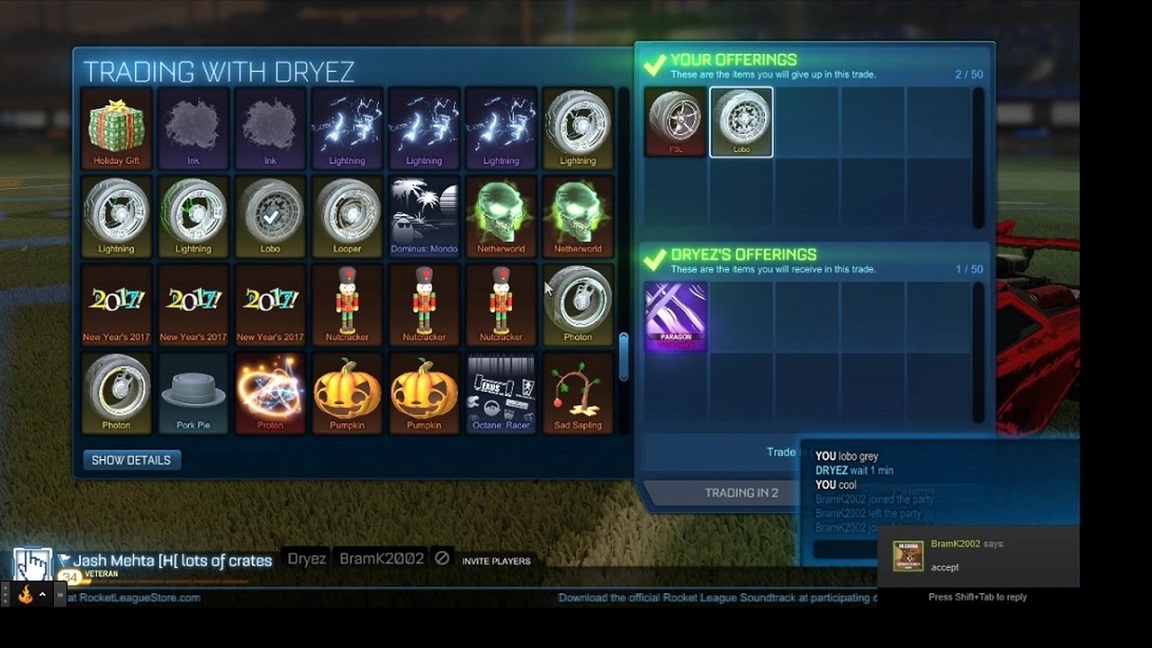 TRADING WITH DRYEZ
Holiday Gift
Ink
Ink
Lightning
Lightning
Lightning
Lightning
Lightning
Lightning
Lobo
Looper
Dominus: Mondo
Netherworld
Netherworld
New Year's 2017
New Year's 2017
New Year's 2017
Nutcracker
Nutcracker
Nutcracker
Photon
Photon
Pork Pie
Proton
Pumpkin
Pumpkin
Octane: Racer
Sad Sapling
SHOW DETAILS
YOUR OFFERINGS
These are the items you will give up in this trade.
2 / 50
FSL
Lobo
DRYEZ'S OFFERINGS
These are the items you will receive in this trade.
1 / 50
PARAGON
Trade
TRADING IN 2
YOU lobo grey
DRYEZ wait 1 min
YOU cool
BramK2002 joined the party
BramK2002 left the party
BramK2002
BramK2002 says:
accept
Press Shift+Tab to reply
Jash Mehta [H[ lots of crates
34
VETERAN
Dryez
BramK2002
INVITE PLAYERS
at RocketLeagueStore.com
Download the official Rocket League Soundtrack at participating